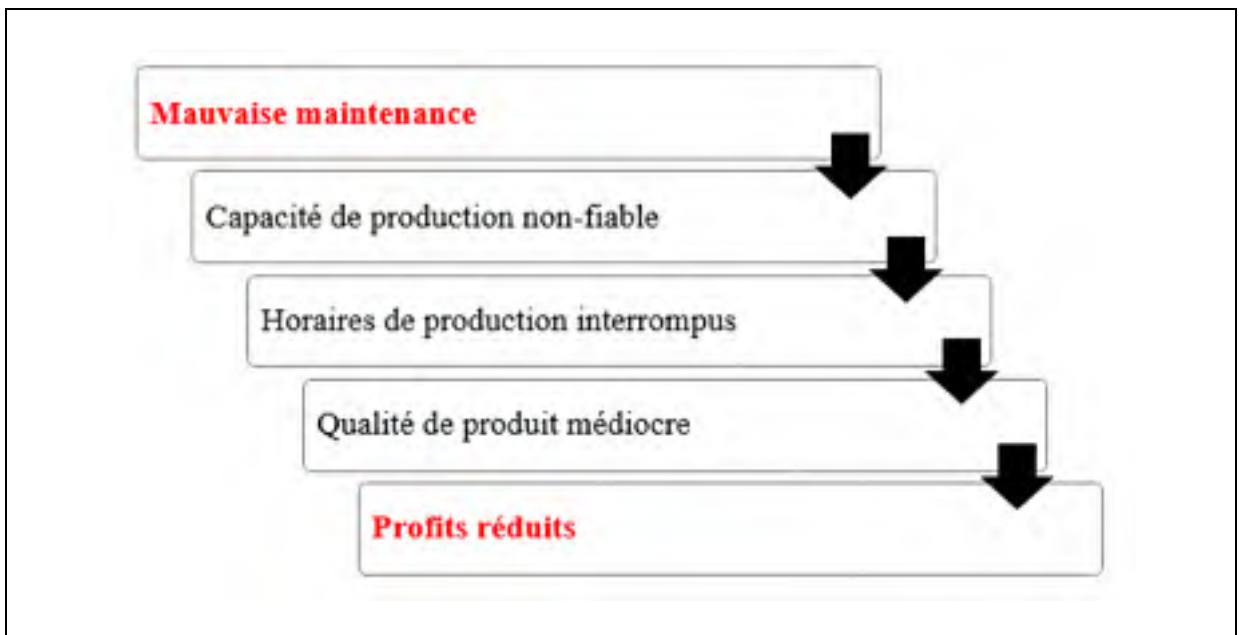 Mauvaise maintenance
Capacité de production non-fiable
Horaires de production interrompus
Qualité de produit médiocre
Profits réduits